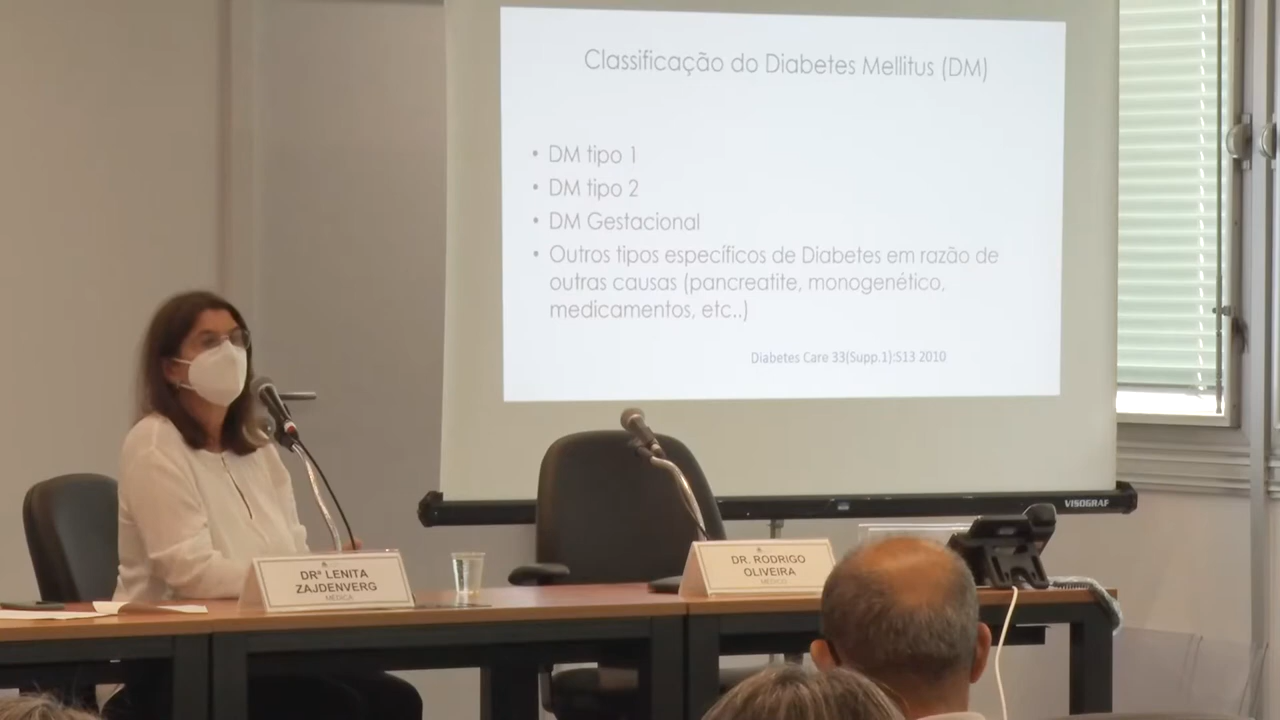 Classificação do Diabetes Mellitus (DM)
• DM tipo 1
• DM tipo 2
• DM Gestacional
• Outros tipos específicos de Diabetes em razão de
outras causas (pancreatite, monogenético,
medicamentos, etc..)
Diabetes Care 33(Supp.1):S13 2010
VISOGRAF
DRª LENITA
ZAJDENVERG
MÉDICA
DR. RODRIGO
OLIVEIRA
MÉDICO